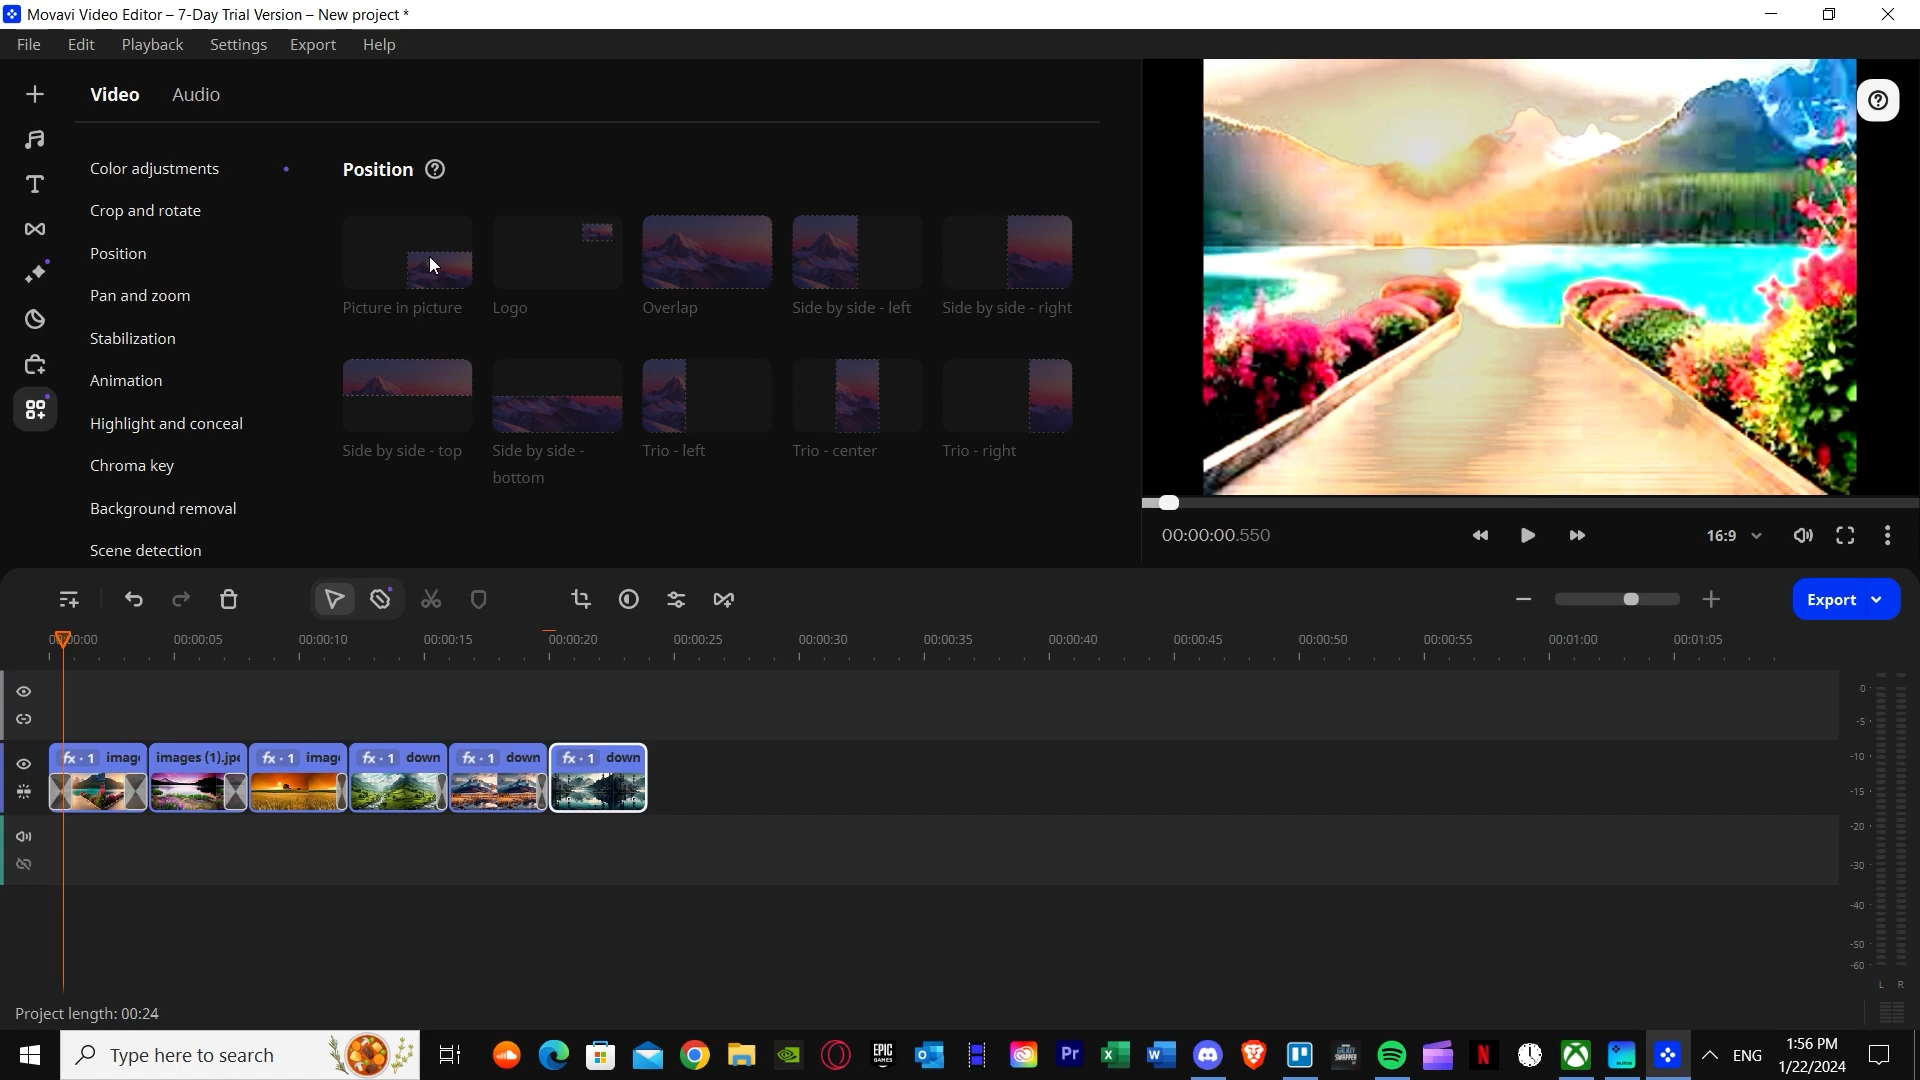 Movavi Video Editor – 7-Day Trial Version – New project *
File Edit Playback Settings Export Help
Video Audio
Color adjustments
Crop and rotate
Position
Pan and zoom
Stabilization
Animation
Highlight and conceal
Chroma key
Background removal
Scene detection
Position
Picture in picture Logo Overlap Side by side - left Side by side - right
Side by side - top Side by side - bottom Trio - left Trio - center Trio - right
00:00:00.550
16:9
Export
00:00:05 00:00:10 00:00:15 00:00:20 00:00:25 00:00:30 00:00:35 00:00:40 00:00:45 00:00:50 00:00:55 00:01:00 00:01:05
fx · 1 imag images (1).jpe fx · 1 imag fx · 1 down fx · 1 down fx · 1 down
0
-5
-10
-15
-20
-30
-40
-50
-60
L R
Project length: 00:24
Type here to search
EPIC GAMES
Pr
N
ENG
1:56 PM
1/22/2024